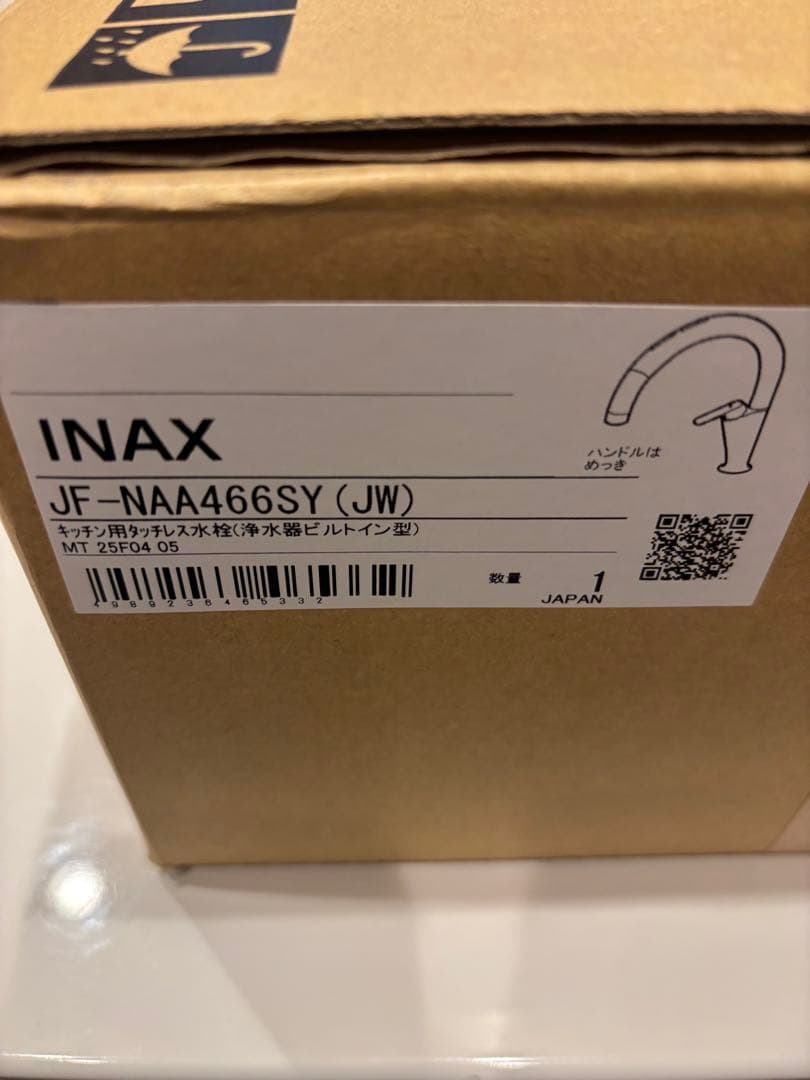 INAX
ハンドルは
めっき
JF-NAA466SY(JW)
キッチン用タッチレス水栓(浄水器ビルトイン型)
MT 25F04 05
4989236465332
数量 1
JAPAN